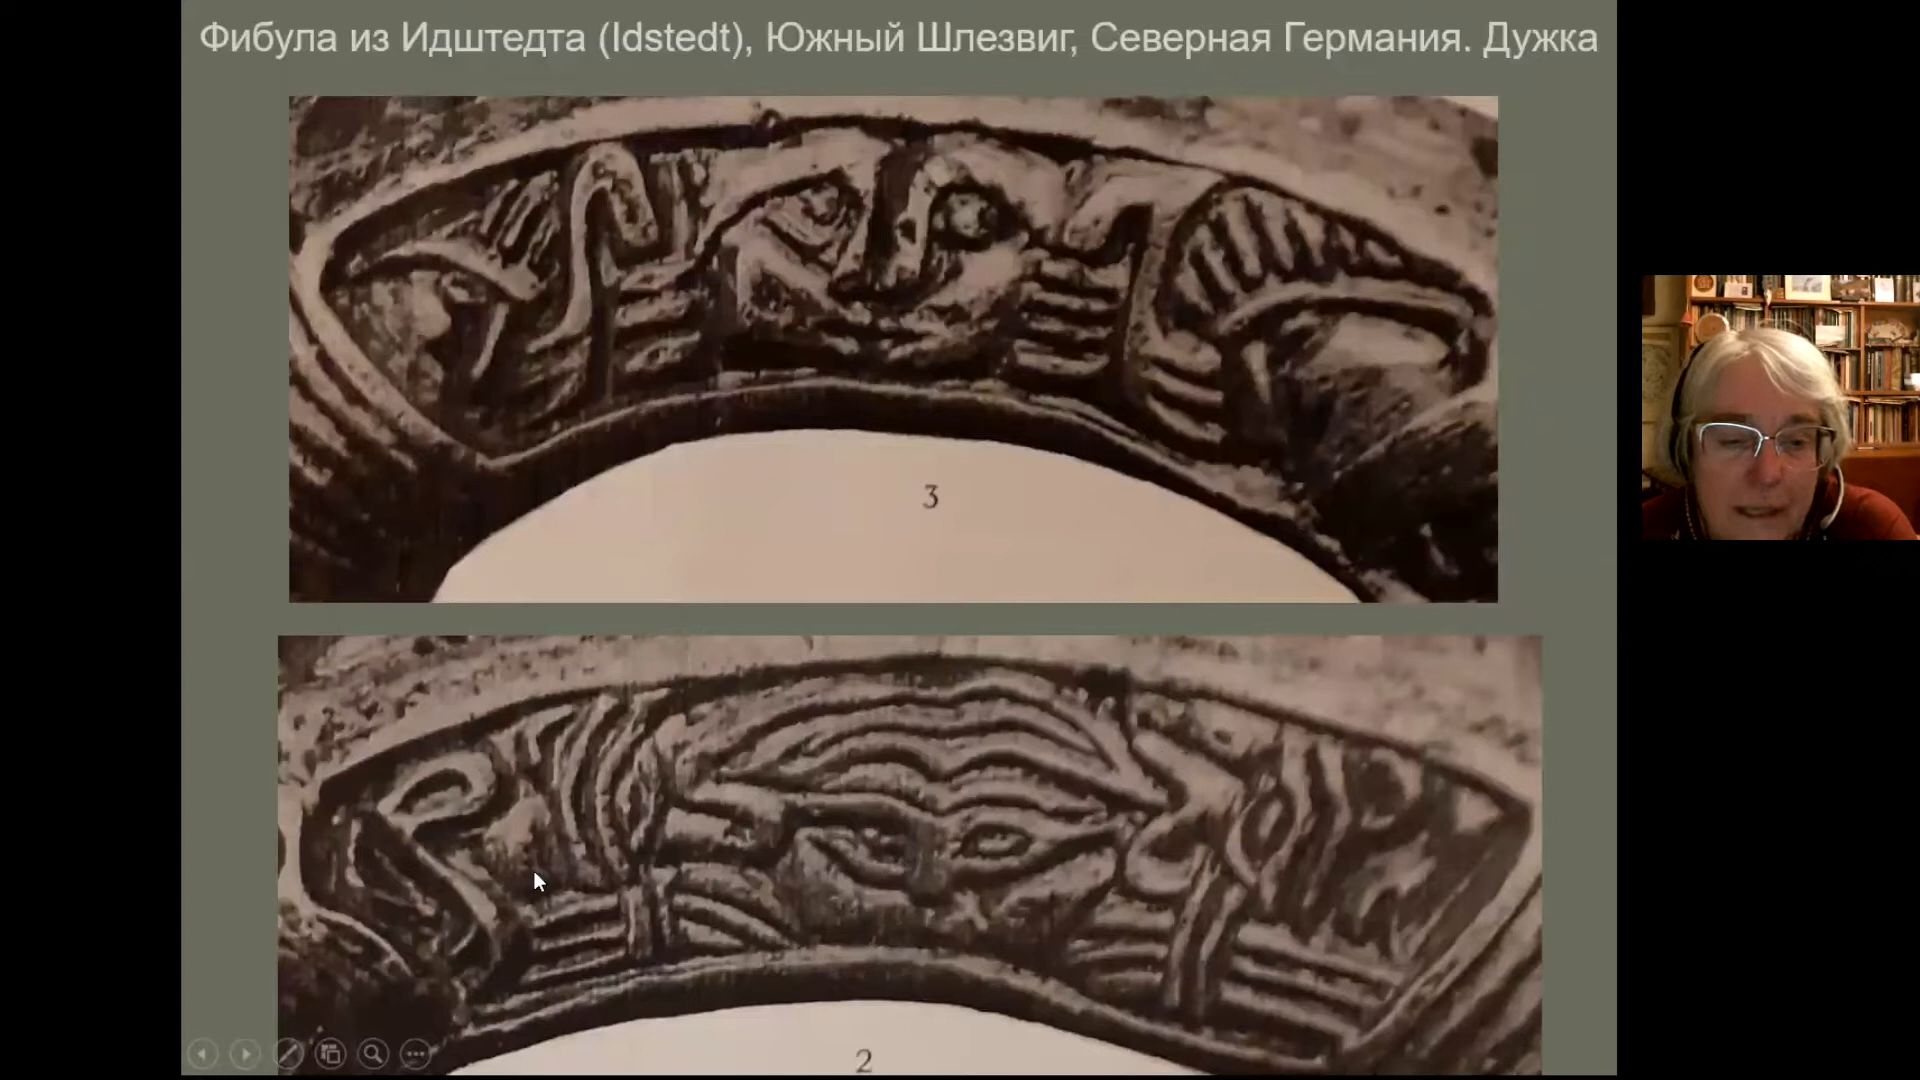 Фибула из Идштедта (Idstedt), Южный Шлезвиг, Северная Германия. Дужка
3
2